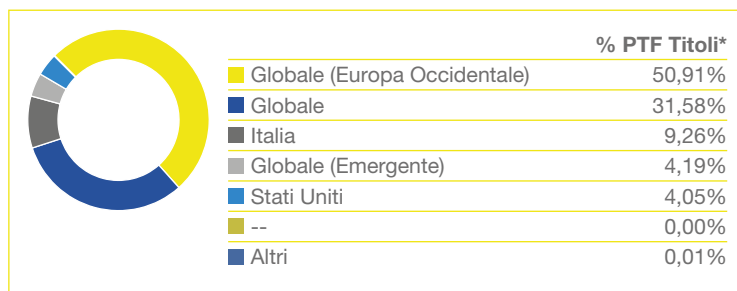 % PTF Titoli*
Globale (Europa Occidentale) 50,91%
Globale 31,58%
Italia 9,26%
Globale (Emergente) 4,19%
Stati Uniti 4,05%
-- 0,00%
Altri 0,01%